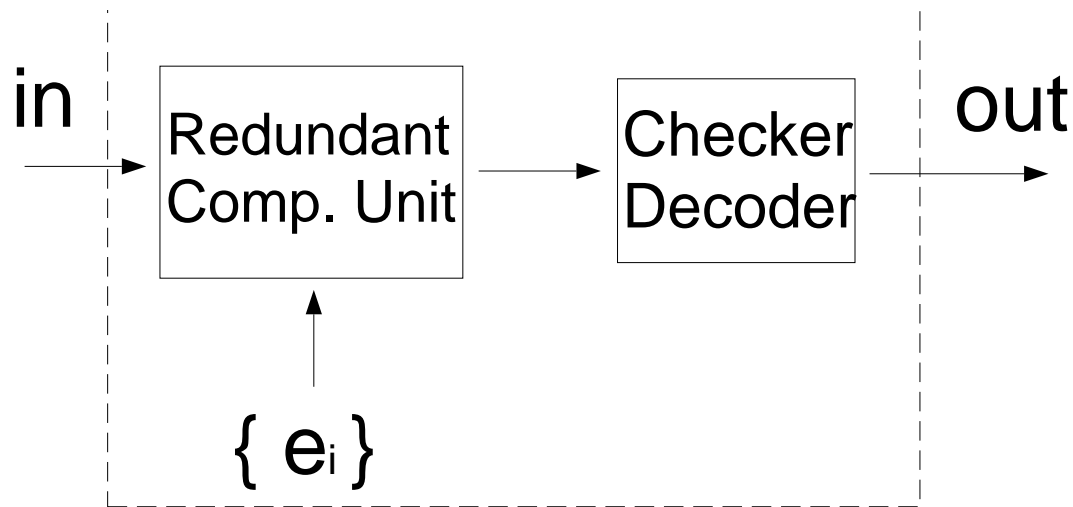 in
Redundant
Comp. Unit
Checker
Decoder
out
{ ei }